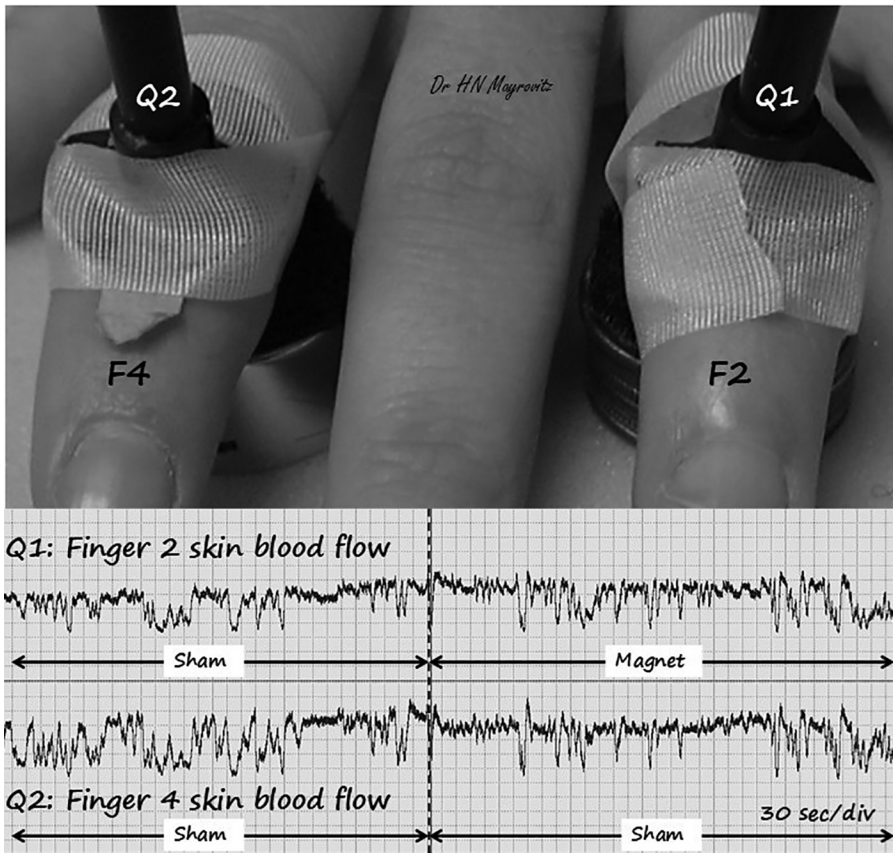 Q2
Dr HN Mayrovitz
Q1
F4
F2
Q1: Finger 2 skin blood flow
Sham
Magnet
Q2: Finger 4 skin blood flow
30 sec/div
Sham
Sham